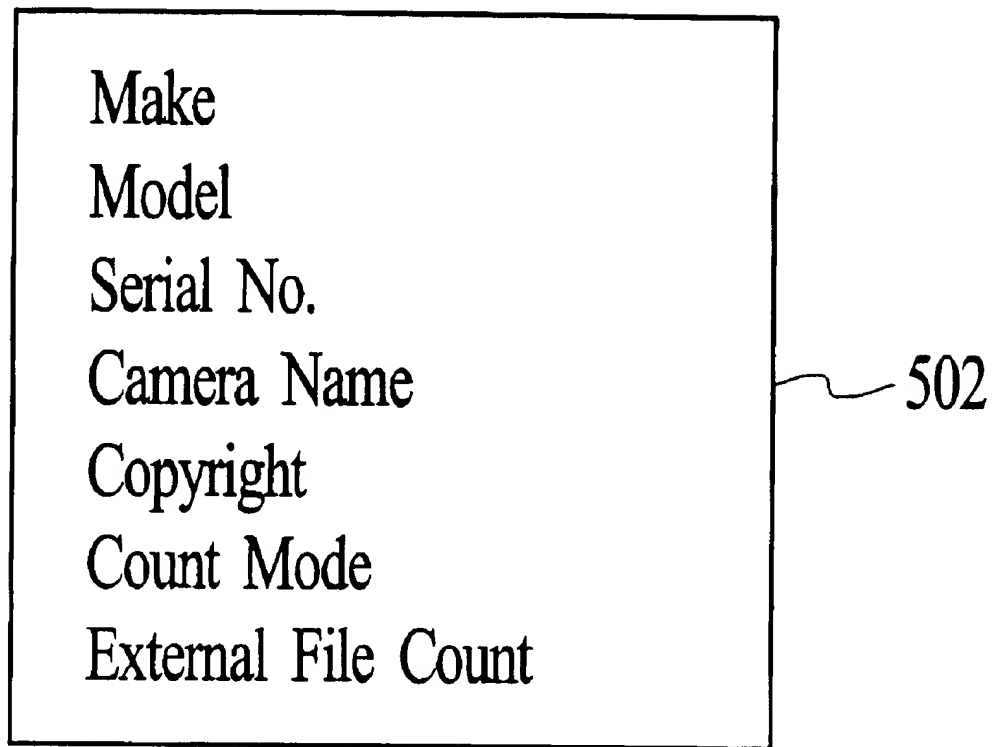 Make
Model
Serial No.
Camera Name
Copyright
Count Mode
External File Count
502